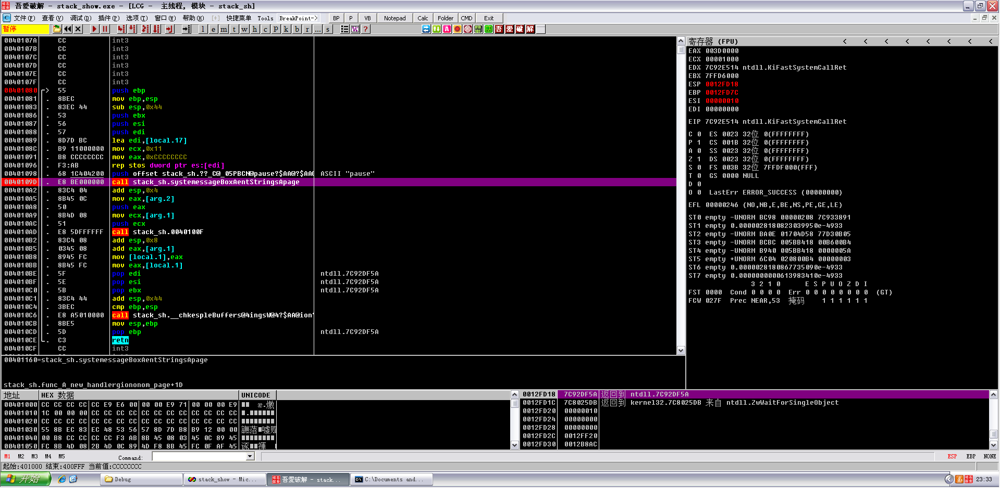 吾爱破解 - stack_show.exe - [LCG - 主线程, 模块 - stack_sh]
文件(F) 查看(V) 调试(D) 插件(P) 选项(T) 窗口(W) 帮助(H) [+] 快捷菜单 Tools BreakPoint-> BP P VB Notepad Calc Folder CMD Exit
暂停 l e m t w h c p k b r ... s ? A 吾 爱 破 解
0040107A CC int3
0040107B CC int3
0040107C CC int3
0040107D CC int3
0040107E CC int3
0040107F CC int3
00401080 > 55 push ebp
00401081 . 8BEC mov ebp,esp
00401083 . 83EC 44 sub esp,0x44
00401086 . 53 push ebx
00401087 . 56 push esi
00401088 . 57 push edi
00401089 . 8D7D BC lea edi,[local.17]
0040108C . B9 11000000 mov ecx,0x11
00401091 . B8 CCCCCCCC mov eax,0xCCCCCCCC
00401096 . F3:AB rep stos dword ptr es:[edi]
00401098 . 68 1C404200 push offset stack_sh.??_C@_05PBCN@pause?$AA@?$AA@ ASCII "pause"
0040109D . E8 BE000000 call stack_sh.systemessageBoxAentStringsApage
004010A2 . 83C4 04 add esp,0x4
004010A5 . 8B45 0C mov eax,[arg.2]
004010A8 . 50 push eax
004010A9 . 8B4D 08 mov ecx,[arg.1]
004010AC . 51 push ecx
004010AD . E8 5DFFFFFF call stack_sh.0040100F
004010B2 . 83C4 08 add esp,0x8
004010B5 . 0345 08 add eax,[arg.1]
004010B8 . 8945 FC mov [local.1],eax
004010BB . 8B45 FC mov eax,[local.1]
004010BE . 5F pop edi ntdll.7C92DF5A
004010BF . 5E pop esi ntdll.7C92DF5A
004010C0 . 5B pop ebx ntdll.7C92DF5A
004010C1 . 83C4 44 add esp,0x44
004010C4 . 3BEC cmp ebp,esp
004010C6 . E8 A5010000 call stack_sh.__chkespleBuffers@4ingsW@4?$AA@ion
004010CB . 8BE5 mov esp,ebp
004010CD . 5D pop ebp ntdll.7C92DF5A
004010CE . C3 retn
004010CF CC int3
00401160=stack_sh.systemessageBoxAentStringsApage
stack_sh.func_A_new_handlergiononom_page+1D
寄存器 (FPU) < < < < < < < <
EAX 003D0000
ECX 00001000
EDX 7C92E514 ntdll.KiFastSystemCallRet
EBX 7FFD6000
ESP 0012FD18
EBP 0012FD7C
ESI 00000010
EDI 00000000
EIP 7C92E514 ntdll.KiFastSystemCallRet
C 0 ES 0023 32位 0(FFFFFFFF)
P 1 CS 001B 32位 0(FFFFFFFF)
A 0 SS 0023 32位 0(FFFFFFFF)
Z 1 DS 0023 32位 0(FFFFFFFF)
S 0 FS 003B 32位 7FFDF000(FFF)
T 0 GS 0000 NULL
D 0
O 0 LastErr ERROR_SUCCESS (00000000)
EFL 00000246 (NO,NB,E,BE,NS,PE,GE,LE)
ST0 empty -UNORM BC98 00000208 7C933891
ST1 empty 0.0000028180823039950e-4933
ST2 empty -UNORM BA0E 01704D58 77D30B05
ST3 empty -UNORM BCBC 005BB418 00B600B4
ST4 empty -UNORM B940 005BB418 0000005A
ST5 empty +UNORM 6C04 020800B4 00000003
ST6 empty 0.0000028180867735090e-4933
ST7 empty 0.0000000000613983410e-4933
3 2 1 0 E S P U O Z D I
FST 0000 Cond 0 0 0 0 Err 0 0 0 0 0 0 0 0 (GT)
FCW 027F Prec NEAR,53 掩码 1 1 1 1 1 1
地址 HEX 数据 UNICODE
00401000 CC CC CC CC CC E9 E6 00 00 00 E9 71 00 00 00 E9
00401010 1C 00 00 00 CC CC CC CC CC CC CC CC CC CC CC CC
00401020 CC CC CC CC CC CC CC CC CC CC CC CC CC CC CC CC
00401030 55 8B EC 83 EC 48 53 56 57 8D 7D B8 B9 12 00 00
00401040 00 B8 CC CC CC CC F3 AB 8B 45 08 03 45 0C 89 45
00401050 FC 8B 4D 08 2B 4D 0C 89 4D F8 8B 45 FC 0F AF 45
0012FD18 7C92DF5A 返回到 ntdll.7C92DF5A
0012FD1C 7C8025DB 返回到 kernel32.7C8025DB 来自 ntdll.ZwWaitForSingleObject
0012FD20 00000010
0012FD24 00000000
0012FD28 00000000
0012FD2C 0012FF20
0012FD30 0012B8AC
M1 M2 M3 M4 M5 Command: ESP EBP NONE
起始:401000 结束:400FFF 当前值:CCCCCCCC
开始 Debug stack_show - Mic... 吾爱破解 - stack... C:\Documents and... 23:33